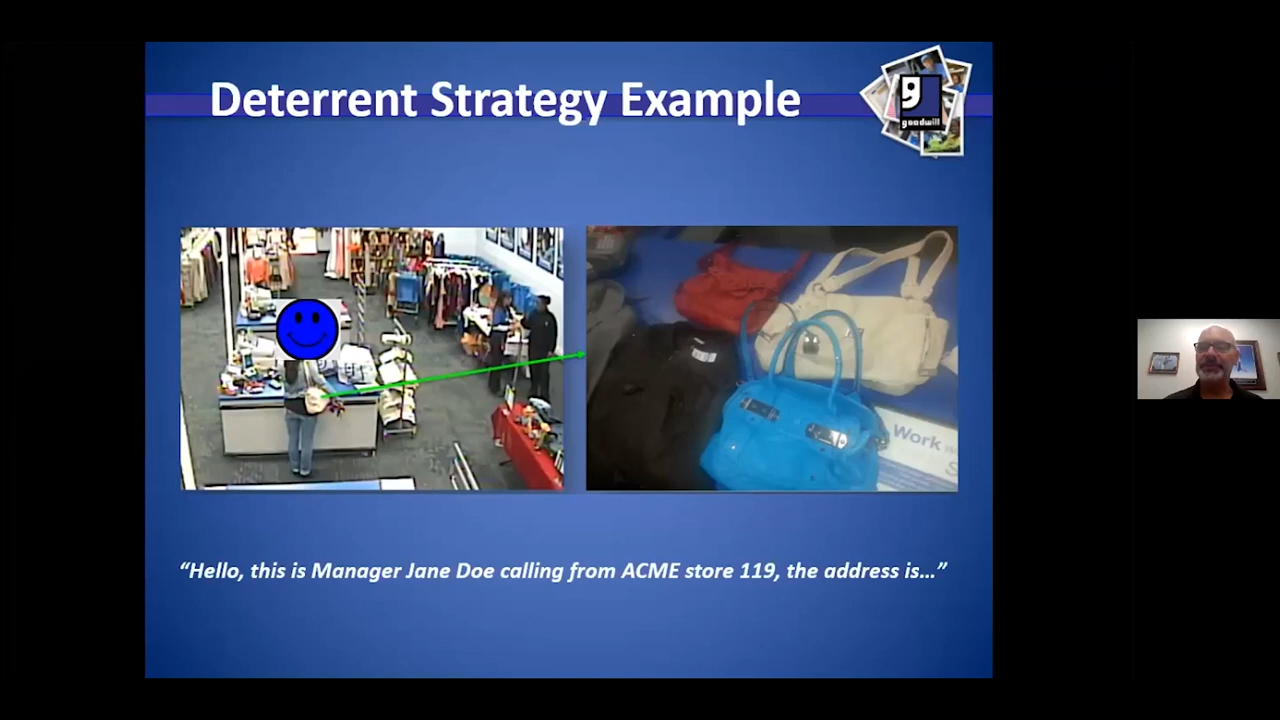 Deterrent Strategy Example
g
goodwill
Work
S
“Hello, this is Manager Jane Doe calling from ACME store 119, the address is…”